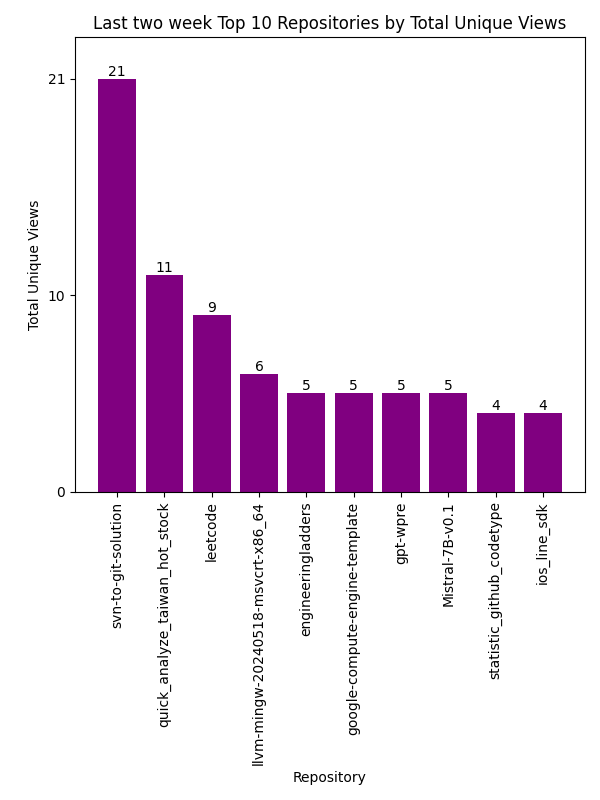 Last two week Top 10 Repositories by Total Unique Views
Total Unique Views
21
10
0
21
11
9
6
5
5
5
5
4
4
svn-to-git-solution
quick_analyze_taiwan_hot_stock
leetcode
llvm-mingw-20240518-msvcrt-x86_64
engineeringladders
google-compute-engine-template
gpt-wpre
Mistral-7B-v0.1
statistic_github_codetype
ios_line_sdk
Repository